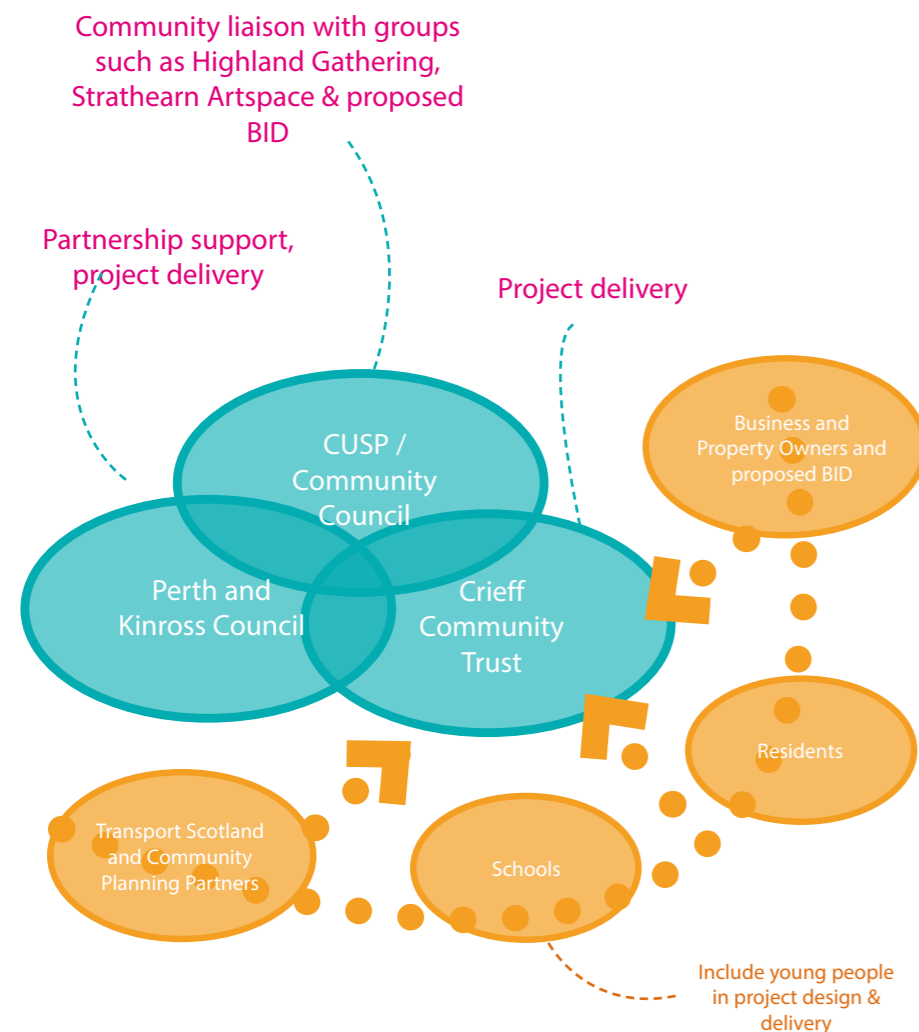 Community liaison with groups
such as Highland Gathering,
Strathearn Artspace & proposed
BID
Partnership support,
project delivery
Project delivery
CUSP /
Community
Council
Perth and
Kinross Council
Crieff
Community
Trust
Business and
Property Owners and
proposed BID
Residents
Transport Scotland
and Community
Planning Partners
Schools
Include young people
in project design &
delivery